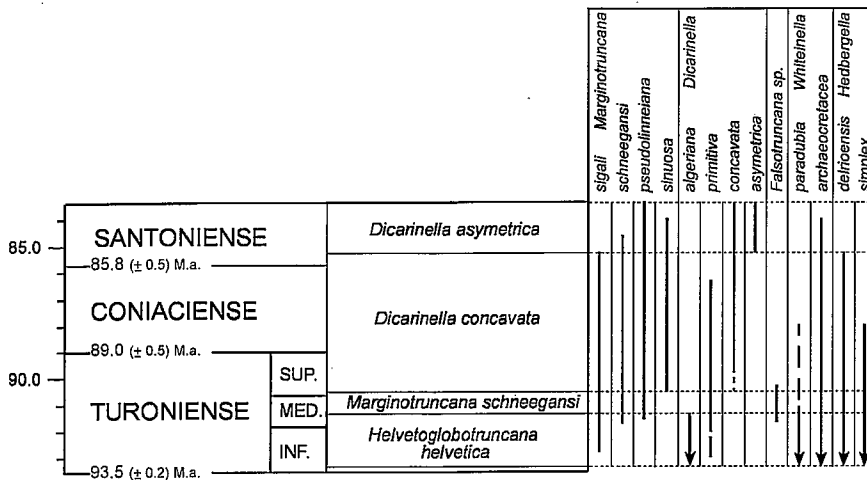 sigali Marginotruncana
schneegansi
pseudolinneiana
sinuosa
algeriana Dicarinella
primitiva
concavata
asymetrica
Falsotruncana sp.
paradubia Whiteinella
archaeocretacea
delrioensis Hedbergella
simplex
85.0
90.0
SANTONIENSE
85.8 (± 0.5) M.a.
CONIACIENSE
89.0 (± 0.5) M.a.
TURONIENSE
SUP.
MED.
INF.
93.5 (± 0.2) M.a.
Dicarinella asymetrica
Dicarinella concavata
Marginotruncana schneegansi
Helvetoglobotruncana
helvetica